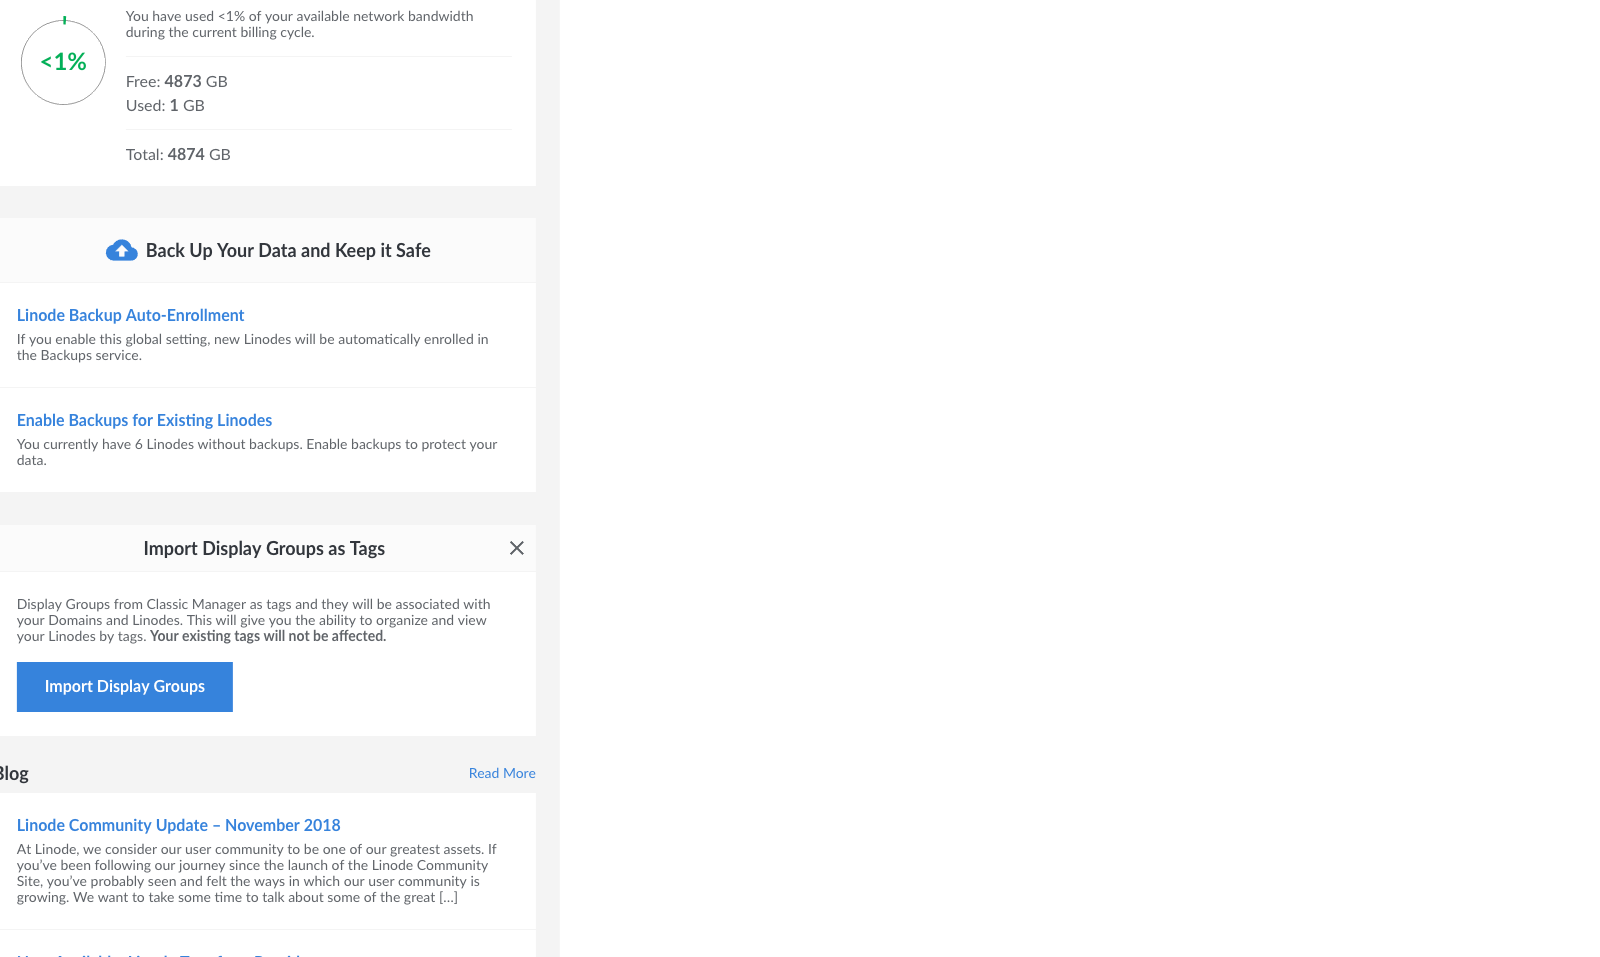 You have used <1% of your available network bandwidth
during the current billing cycle.
<1%
Free: 4873 GB
Used: 1 GB
Total: 4874 GB
Back Up Your Data and Keep it Safe
Linode Backup Auto-Enrollment
If you enable this global setting, new Linodes will be automatically enrolled in
the Backups service.
Enable Backups for Existing Linodes
You currently have 6 Linodes without backups. Enable backups to protect your
data.
Import Display Groups as Tags
Display Groups from Classic Manager as tags and they will be associated with
your Domains and Linodes. This will give you the ability to organize and view
your Linodes by tags. Your existing tags will not be affected.
Import Display Groups
Blog Read More
Linode Community Update – November 2018
At Linode, we consider our user community to be one of our greatest assets. If
you’ve been following our journey since the launch of the Linode Community
Site, you’ve probably seen and felt the ways in which our user community is
growing. We want to take some time to talk about some of the great [...]